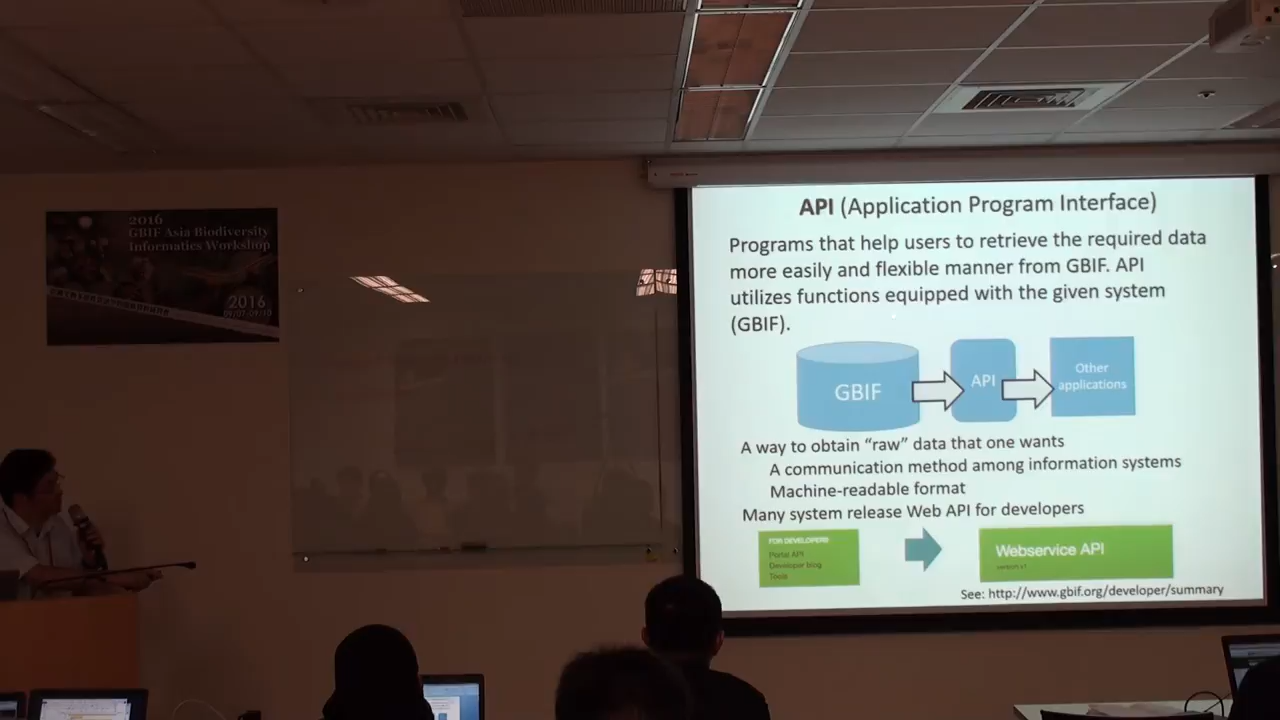 2016
GBIF Asia Biodiversity
Informatics Workshop
2016
API (Application Program Interface)
Programs that help users to retrieve the required data
more easily and flexible manner from GBIF. API
utilizes functions equipped with the given system
(GBIF).
GBIF
API
Other
applications
A way to obtain "raw" data that one wants
A communication method among information systems
Machine-readable format
Many system release Web API for developers
FOR DEVELOPERS
Portal API
Developer blog
Tools
Webservice API
version v1
See: http://www.gbif.org/developer/summary